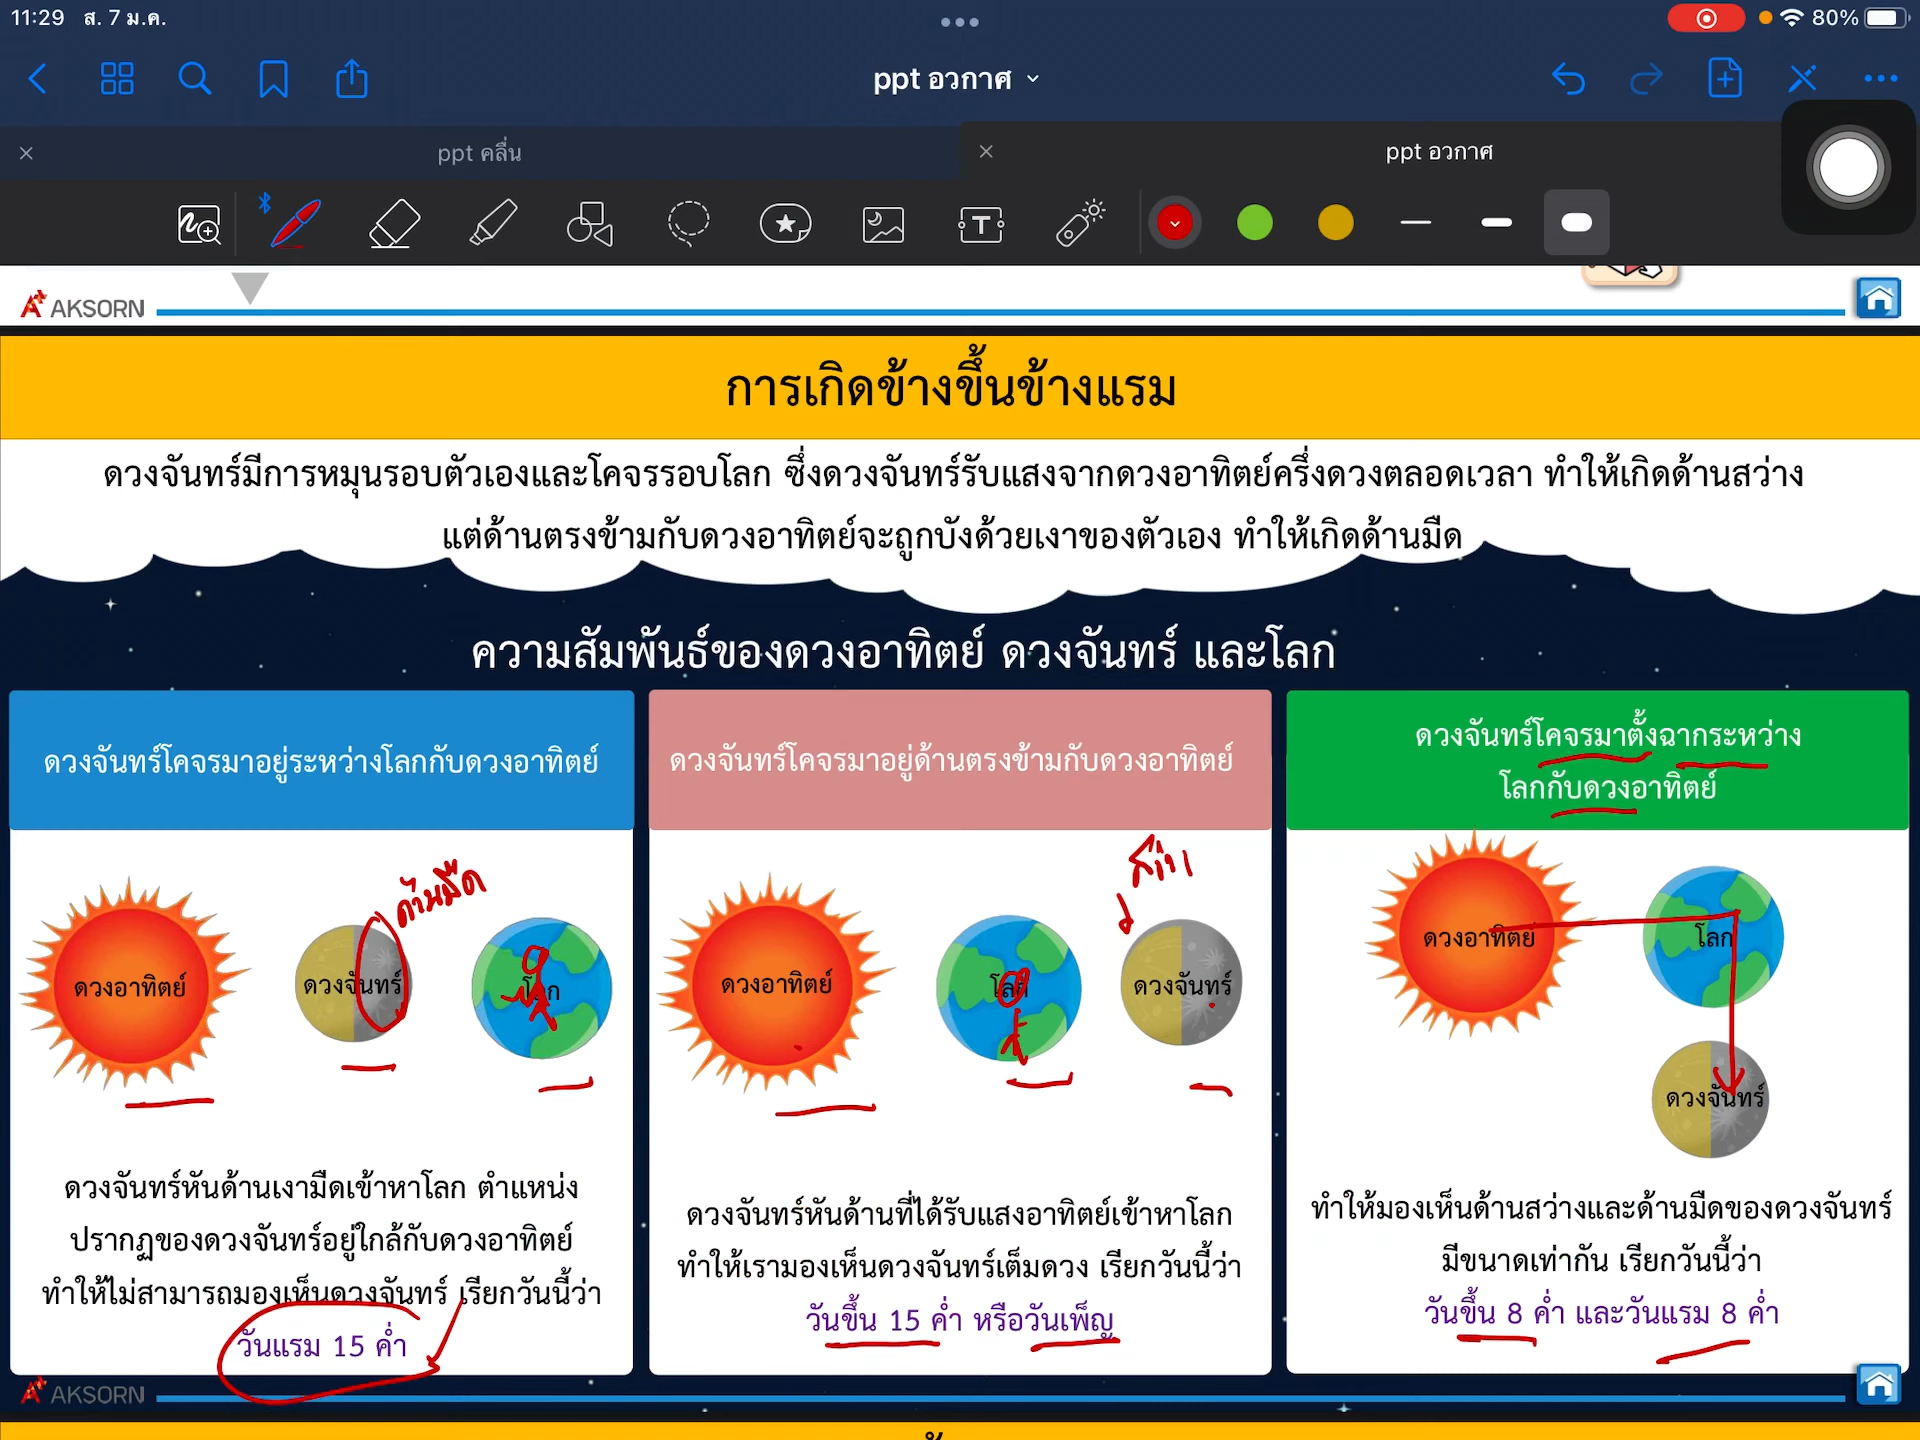 11:29 ส. 7 ม.ค.
80%
ppt อวกาศ
ppt คลื่น
ppt อวกาศ
AKSORN
การเกิดข้างขึ้นข้างแรม
ดวงจันทร์มีการหมุนรอบตัวเองและโคจรรอบโลก ซึ่งดวงจันทร์รับแสงจากดวงอาทิตย์ครึ่งดวงตลอดเวลา ทำให้เกิดด้านสว่าง
แต่ด้านตรงข้ามกับดวงอาทิตย์จะถูกบังด้วยเงาของตัวเอง ทำให้เกิดด้านมืด
ความสัมพันธ์ของดวงอาทิตย์ ดวงจันทร์ และโลก
ดวงจันทร์โคจรมาอยู่ระหว่างโลกกับดวงอาทิตย์
ด้านมืด
ดวงอาทิตย์
ดวงจันทร์
โลก
ดวงจันทร์หันด้านเงามืดเข้าหาโลก ตำแหน่ง
ปรากฏของดวงจันทร์อยู่ใกล้กับดวงอาทิตย์
ทำให้ไม่สามารถมองเห็นดวงจันทร์ เรียกวันนี้ว่า
วันแรม 15 ค่ำ
ดวงจันทร์โคจรมาอยู่ด้านตรงข้ามกับดวงอาทิตย์
สว่าง
ดวงอาทิตย์
โลก
ดวงจันทร์
ดวงจันทร์หันด้านที่ได้รับแสงอาทิตย์เข้าหาโลก
ทำให้เรามองเห็นดวงจันทร์เต็มดวง เรียกวันนี้ว่า
วันขึ้น 15 ค่ำ หรือวันเพ็ญ
ดวงจันทร์โคจรมาตั้งฉากระหว่าง
โลกกับดวงอาทิตย์
ดวงอาทิตย์
โลก
ดวงจันทร์
ทำให้มองเห็นด้านสว่างและด้านมืดของดวงจันทร์
มีขนาดเท่ากัน เรียกวันนี้ว่า
วันขึ้น 8 ค่ำ และวันแรม 8 ค่ำ
AKSORN